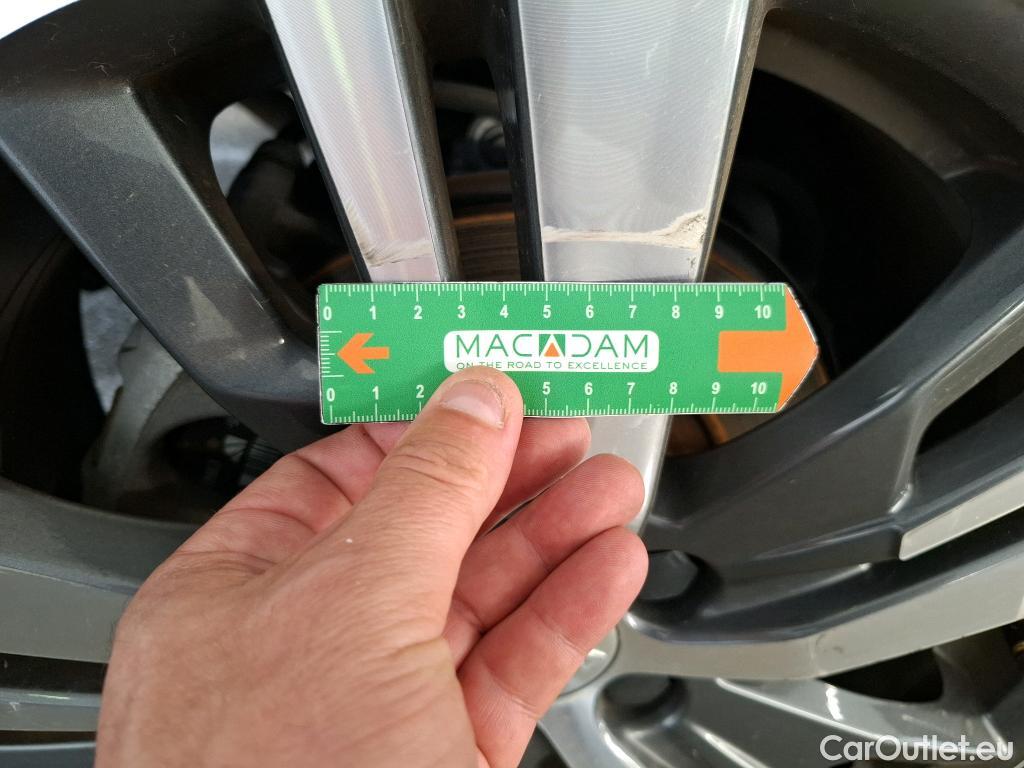 0 1 2 3 4 5 6 7 8 9 10
MACADAM
ON THE ROAD TO EXCELLENCE
0 1 2 5 6 7 8 9 10
CarOutlet.eu